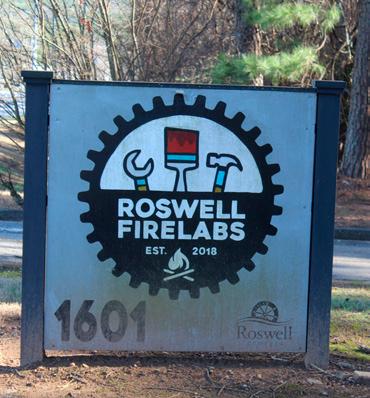 ROSWELL
FIRELABS
EST. 2018
1601
Roswell